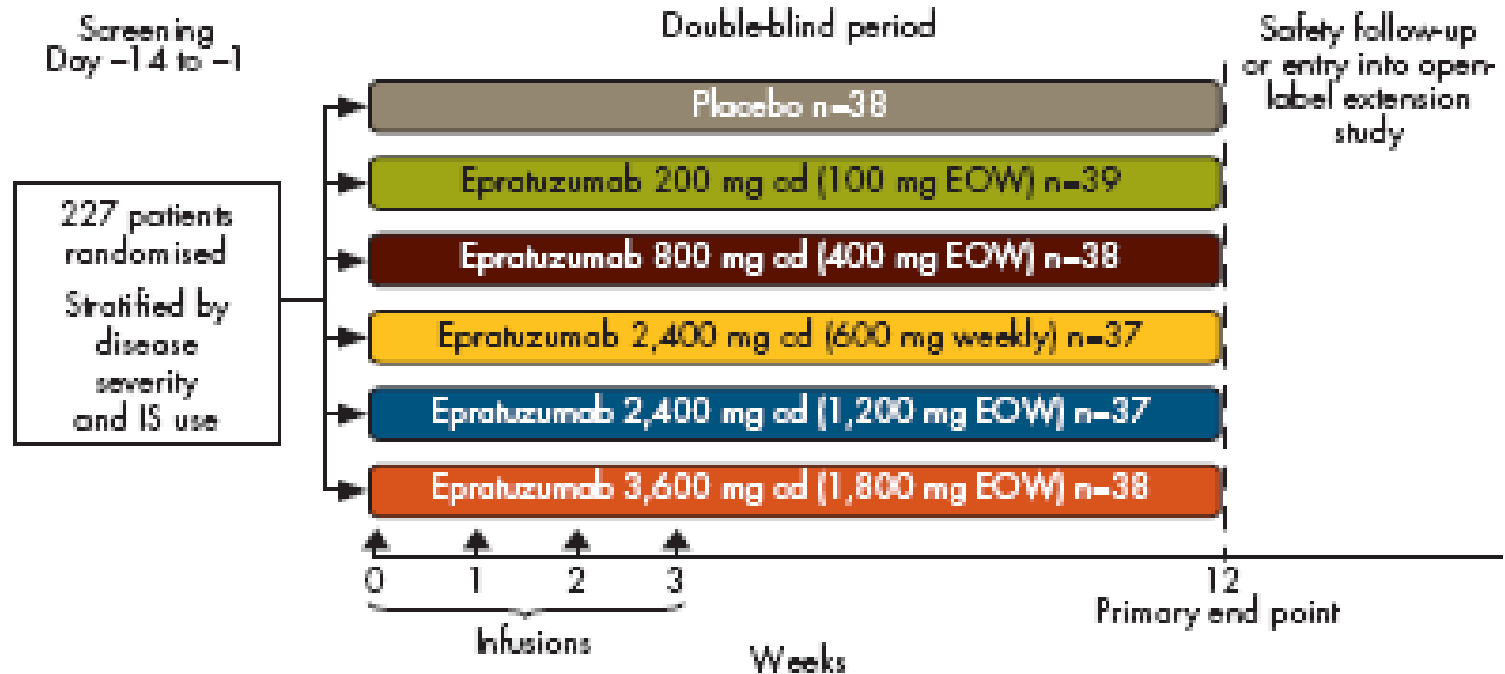 Screening
Day –14 to –1
Double-blind period
Safety follow-up
or entry into open-
label extension
study
227 patients
randomised
Stratified by
disease
severity
and IS use
Placebo n=38
Epratuzumab 200 mg cd (100 mg EOW) n=39
Epratuzumab 800 mg cd (400 mg EOW) n=38
Epratuzumab 2,400 mg cd (600 mg weekly) n=37
Epratuzumab 2,400 mg cd (1,200 mg EOW) n=37
Epratuzumab 3,600 mg cd (1,800 mg EOW) n=38
0 1 2 3 12
Infusions
Primary end point
Weeks